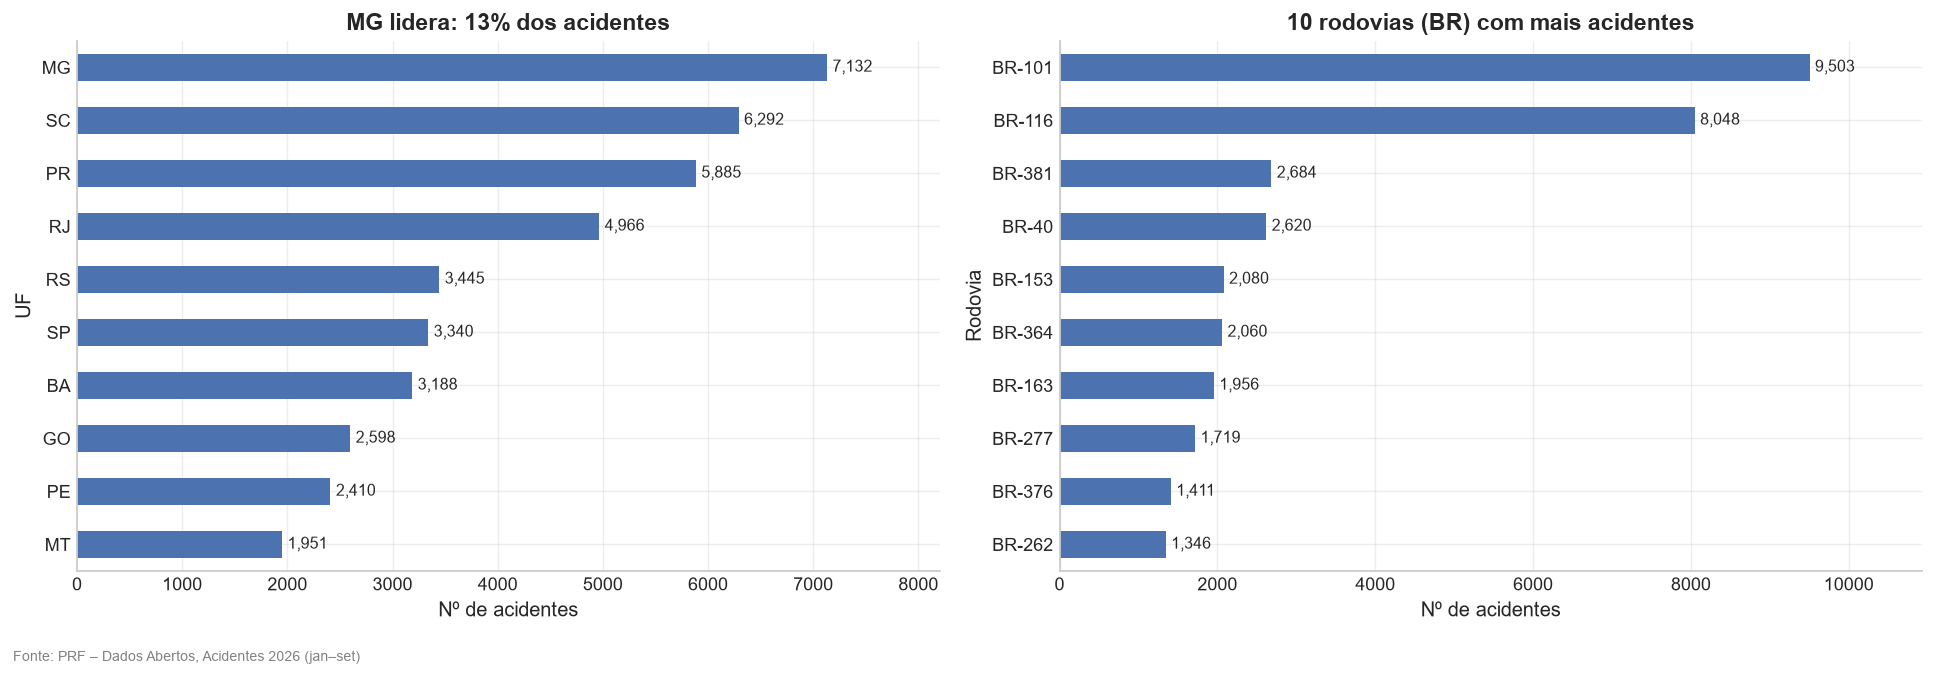 MG lidera: 13% dos acidentes
MG 7,132
SC 6,292
PR 5,885
RJ 4,966
RS 3,445
SP 3,340
BA 3,188
GO 2,598
PE 2,410
MT 1,951
UF
0 1000 2000 3000 4000 5000 6000 7000 8000
Nº de acidentes
10 rodovias (BR) com mais acidentes
BR-101 9,503
BR-116 8,048
BR-381 2,684
BR-40 2,620
BR-153 2,080
BR-364 2,060
BR-163 1,956
BR-277 1,719
BR-376 1,411
BR-262 1,346
Rodovia
0 2000 4000 6000 8000 10000
Nº de acidentes
Fonte: PRF – Dados Abertos, Acidentes 2026 (jan–set)